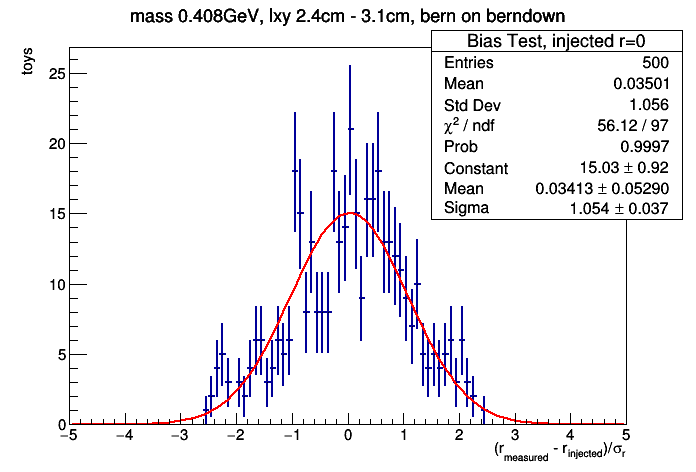 mass 0.408GeV, lxy 2.4cm - 3.1cm, bern on berndown
Bias Test, injected r=0
Entries 500
Mean 0.03501
Std Dev 1.056
χ² / ndf 56.12 / 97
Prob 0.9997
Constant 15.03 ± 0.92
Mean 0.03413 ± 0.05290
Sigma 1.054 ± 0.037
toys
25
20
15
10
5
0
−5 −4 −3 −2 −1 0 1 2 3 4 5
(r_measured - r_injected)/σ_r